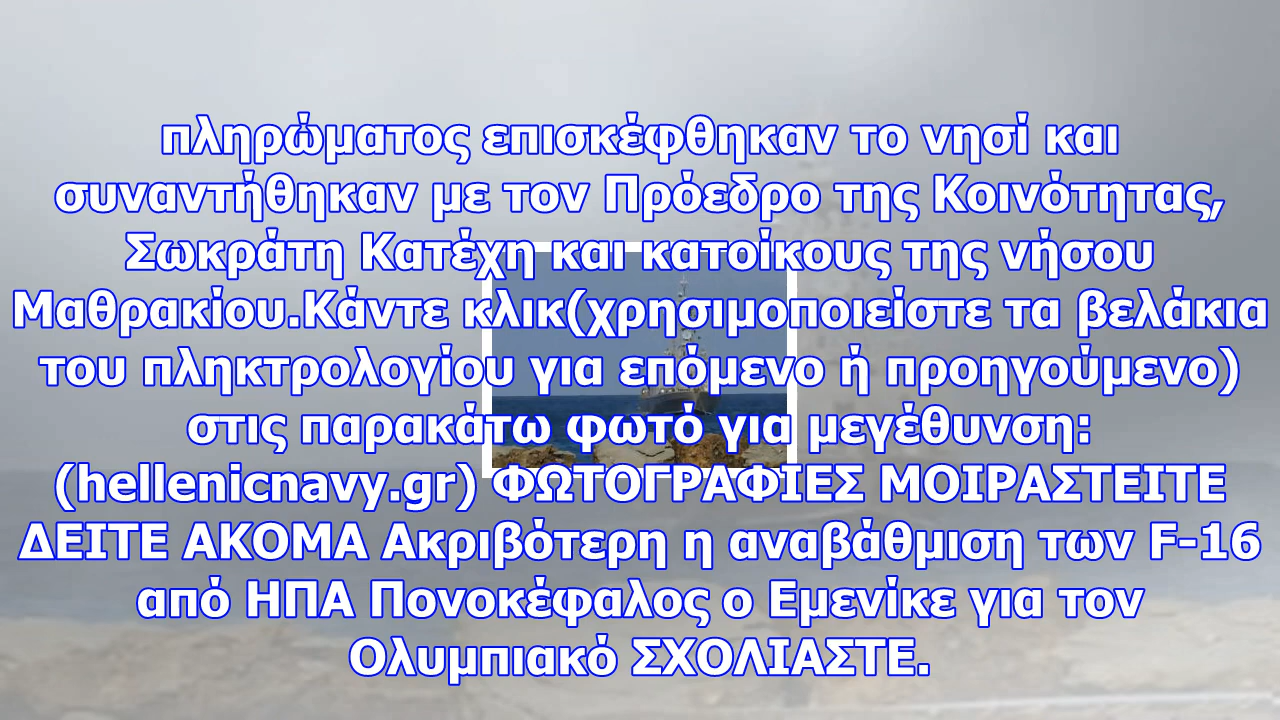 πληρώματος επισκέφθηκαν το νησί και
συναντήθηκαν με τον Πρόεδρο της Κοινότητας,
Σωκράτη Κατέχη και κατοίκους της νήσου
Μαθρακίου.Κάντε κλικ(χρησιμοποιείστε τα βελάκια
του πληκτρολογίου για επόμενο ή προηγούμενο)
στις παρακάτω φωτό για μεγέθυνση:
(hellenicnavy.gr) ΦΩΤΟΓΡΑΦΙΕΣ ΜΟΙΡΑΣΤΕΙΤΕ
ΔΕΙΤΕ ΑΚΟΜΑ Ακριβότερη η αναβάθμιση των F-16
από ΗΠΑ Πονοκέφαλος ο Εμενίκε για τον
Ολυμπιακό ΣΧΟΛΙΑΣΤΕ.